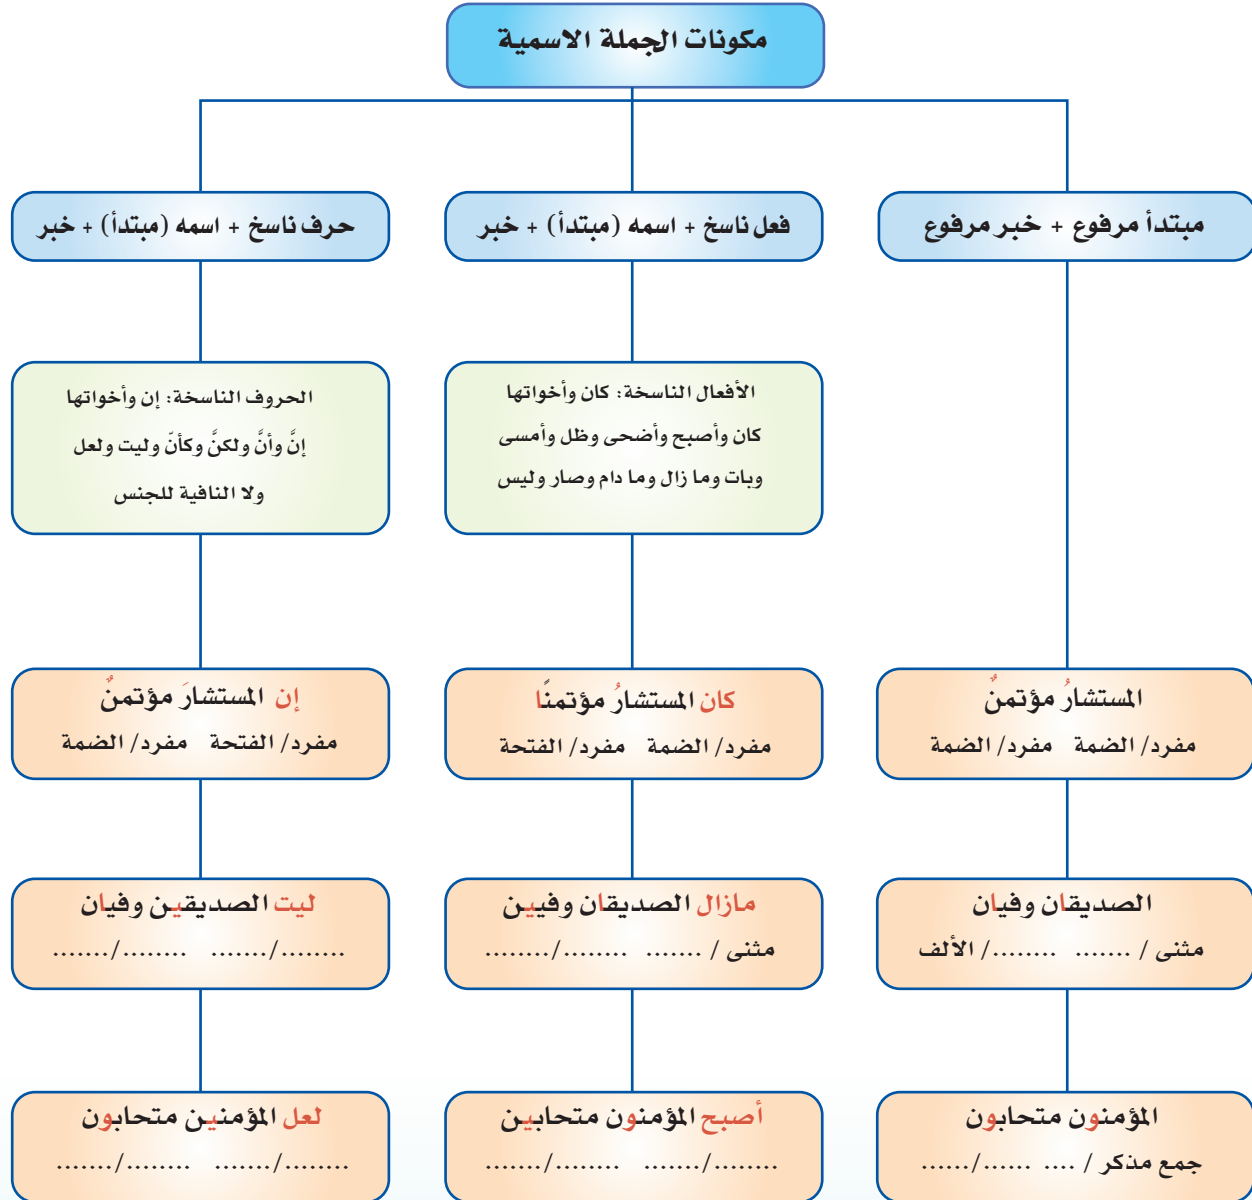 مكونات الجملة الاسمية
مبتدأ مرفوع + خبر مرفوع
فعل ناسخ + اسمه (مبتدأ) + خبر
حرف ناسخ + اسمه (مبتدأ) + خبر
الأفعال الناسخة: كان وأخواتها
كان وأصبح وأضحى وظل وأمسى
وبات وما زال وما دام وصار وليس
الحروف الناسخة: إن وأخواتها
إنَّ وأنَّ ولكنَّ وكأنّ وليت ولعل
ولا النافية للجنس
المستشارُ مؤتمنٌ
مفرد/ الضمة مفرد/ الضمة
كان المستشارُ مؤتمنًا
مفرد/ الضمة مفرد/ الفتحة
إن المستشارَ مؤتمنٌ
مفرد/ الفتحة مفرد/ الضمة
الصديقان وفيان
مثنى / ....... ......../ الألف
مازال الصديقان وفيين
مثنى / ....... ......../........
ليت الصديقين وفيان
......../....... ......../.......
المؤمنون متحابون
جمع مذكر / .... ....../......
أصبح المؤمنون متحابين
......../....... ......../.......
لعل المؤمنين متحابون
......../....... ......../.......